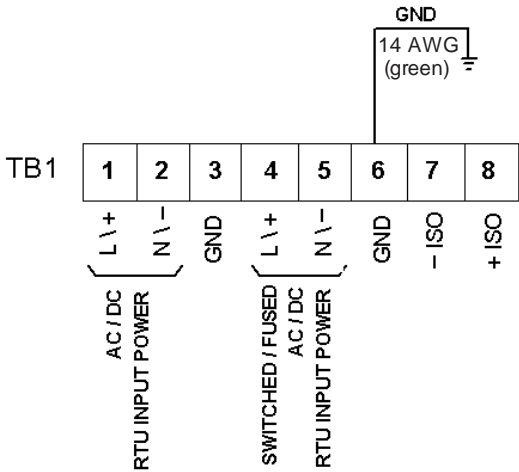 GND
14 AWG
(green)
TB1
1 2 3 4 5 6 7 8
L \ +
N \ –
GND
L \ +
N \ –
GND
– ISO
+ ISO
AC / DC
RTU INPUT POWER
SWITCHED / FUSED
AC / DC
RTU INPUT POWER